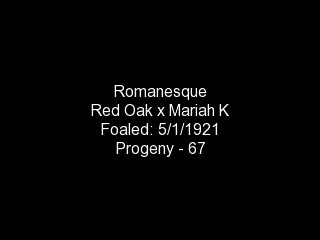 Romanesque
Red Oak x Mariah K
Foaled: 5/1/1921
Progeny - 67